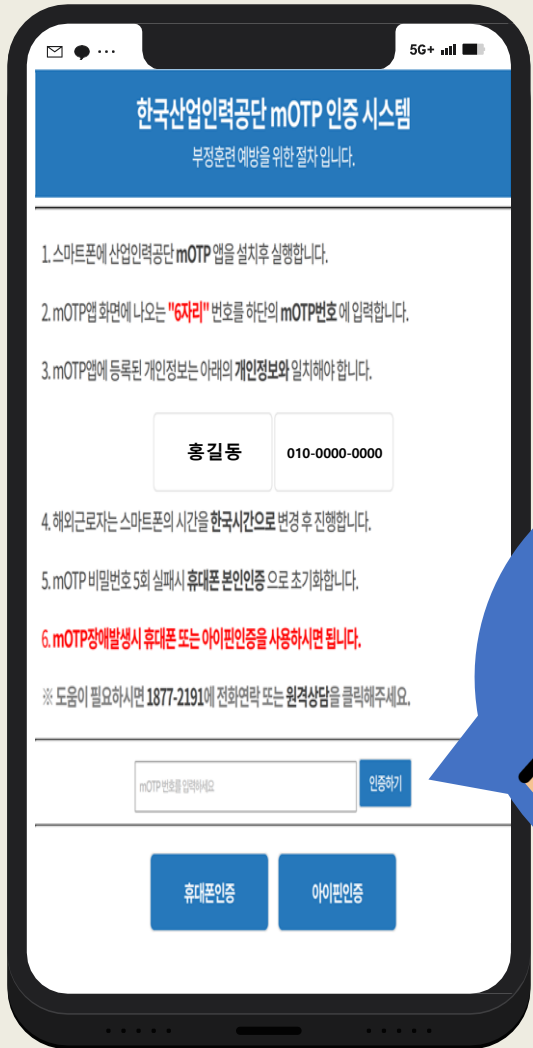 5G+
한국산업인력공단 mOTP 인증 시스템
부정훈련 예방을 위한 절차 입니다.
1. 스마트폰에 산업인력공단 mOTP 앱을 설치후 실행합니다.
2. mOTP앱 화면에 나오는 "6자리" 번호를 하단의 mOTP번호 에 입력합니다.
3. mOTP앱에 등록된 개인정보는 아래의 개인정보와 일치해야 합니다.
홍길동 010-0000-0000
4. 해외근로자는 스마트폰의 시간을 한국시간으로 변경 후 진행합니다.
5. mOTP 비밀번호 5회 실패시 휴대폰 본인인증 으로 초기화합니다.
6. mOTP장애발생시 휴대폰 또는 아이핀인증을 사용하시면 됩니다.
※ 도움이 필요하시면 1877-2191에 전화연락 또는 원격상담을 클릭해주세요.
mOTP 번호를 입력하세요 인증하기
휴대폰인증 아이핀인증